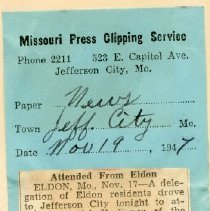 Missouri Press Clipping Service
Phone 2211 523 E. Capitol Ave.
Jefferson City, Mo.
Paper News
Town Jeff. City Mo.
Date Nov 19, 1947
Attended From Eldon
ELDON, Mo., Nov. 17—A delegation
of Eldon residents drove
to Jefferson City tonight to at-